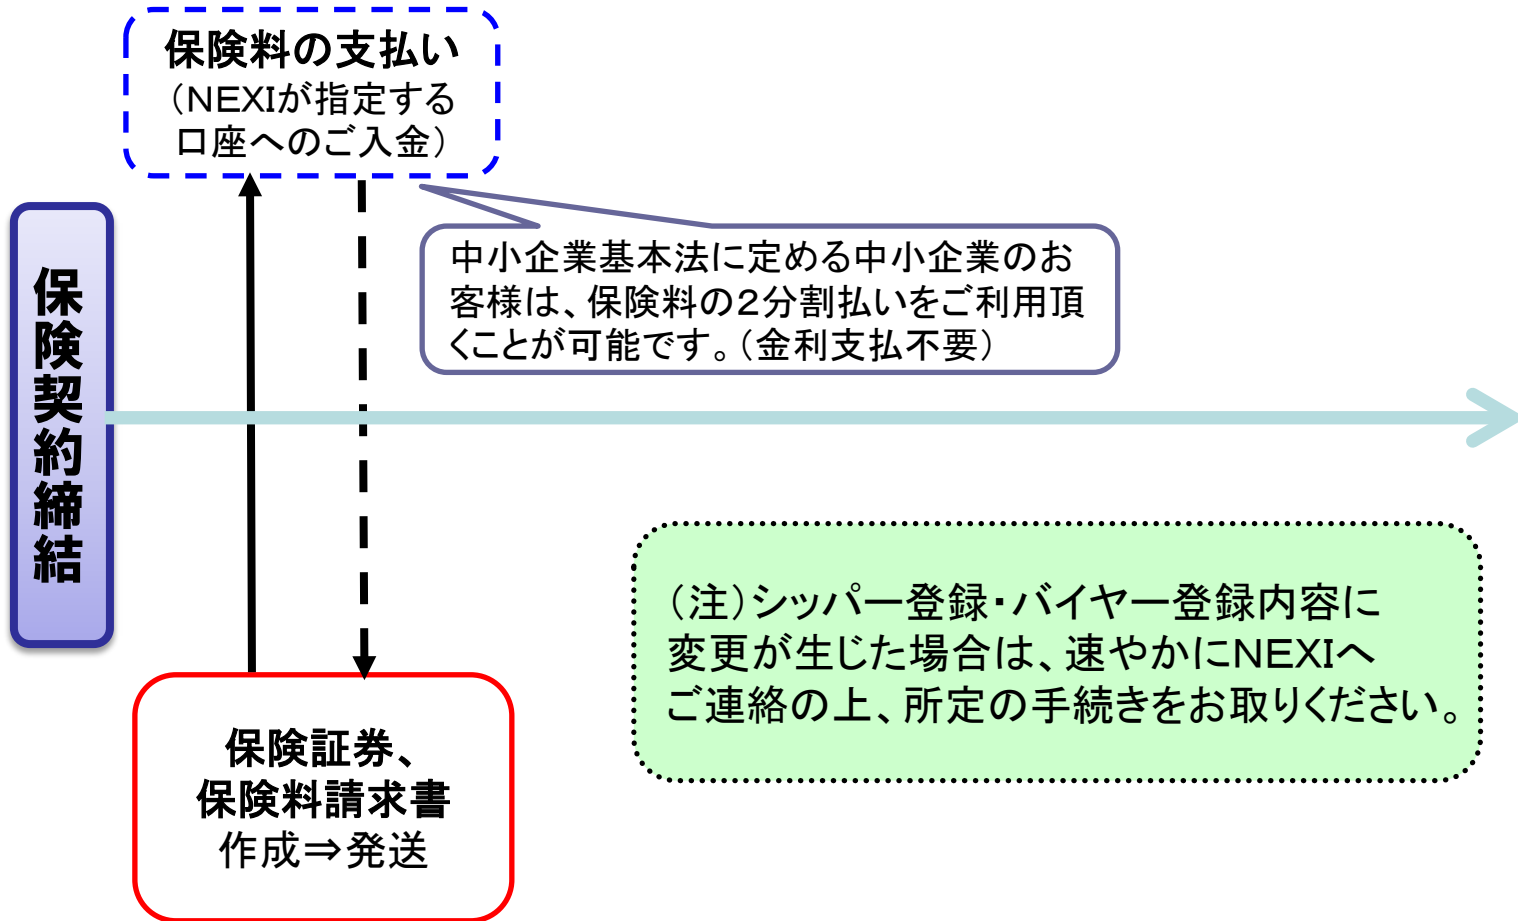 保険料の支払い
（NEXIが指定する
口座へのご入金）
中小企業基本法に定める中小企業のお
客様は、保険料の２分割払いをご利用頂
くことが可能です。（金利支払不要）
保険契約締結
（注）シッパー登録・バイヤー登録内容に
変更が生じた場合は、速やかにNEXIへ
ご連絡の上、所定の手続きをお取りください。
保険証券、
保険料請求書
作成⇒発送